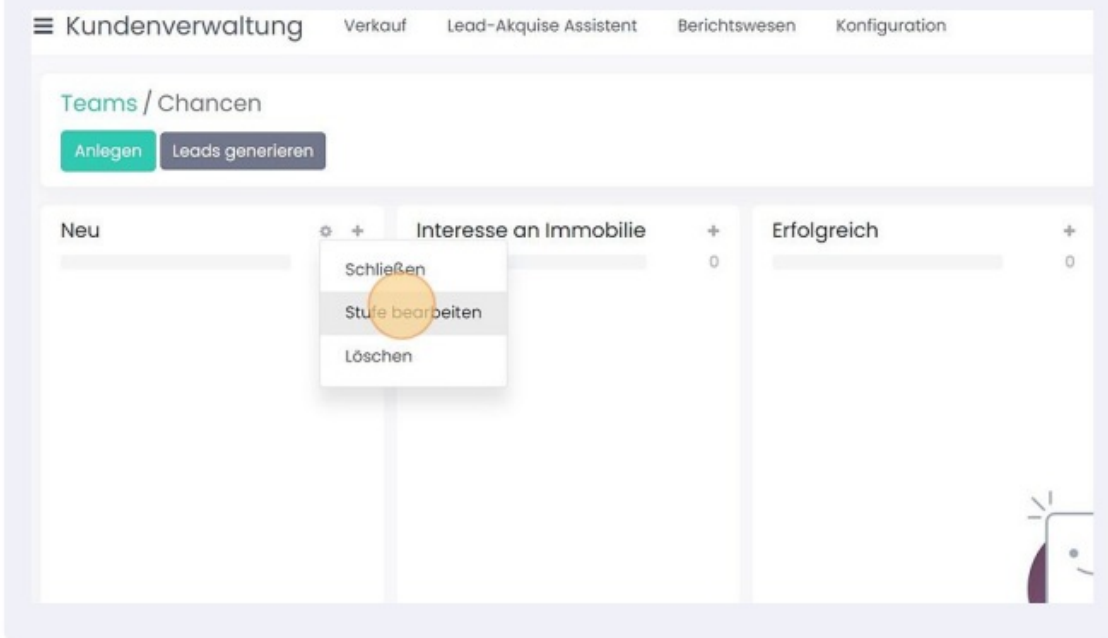 Kundenverwaltung Verkauf Lead-Akquise Assistent Berichtswesen Konfiguration
Teams / Chancen
Anlegen Leads generieren
Neu + Interesse an Immobilie + Erfolgreich +
0 0
Schließen
Stufe bearbeiten
Löschen